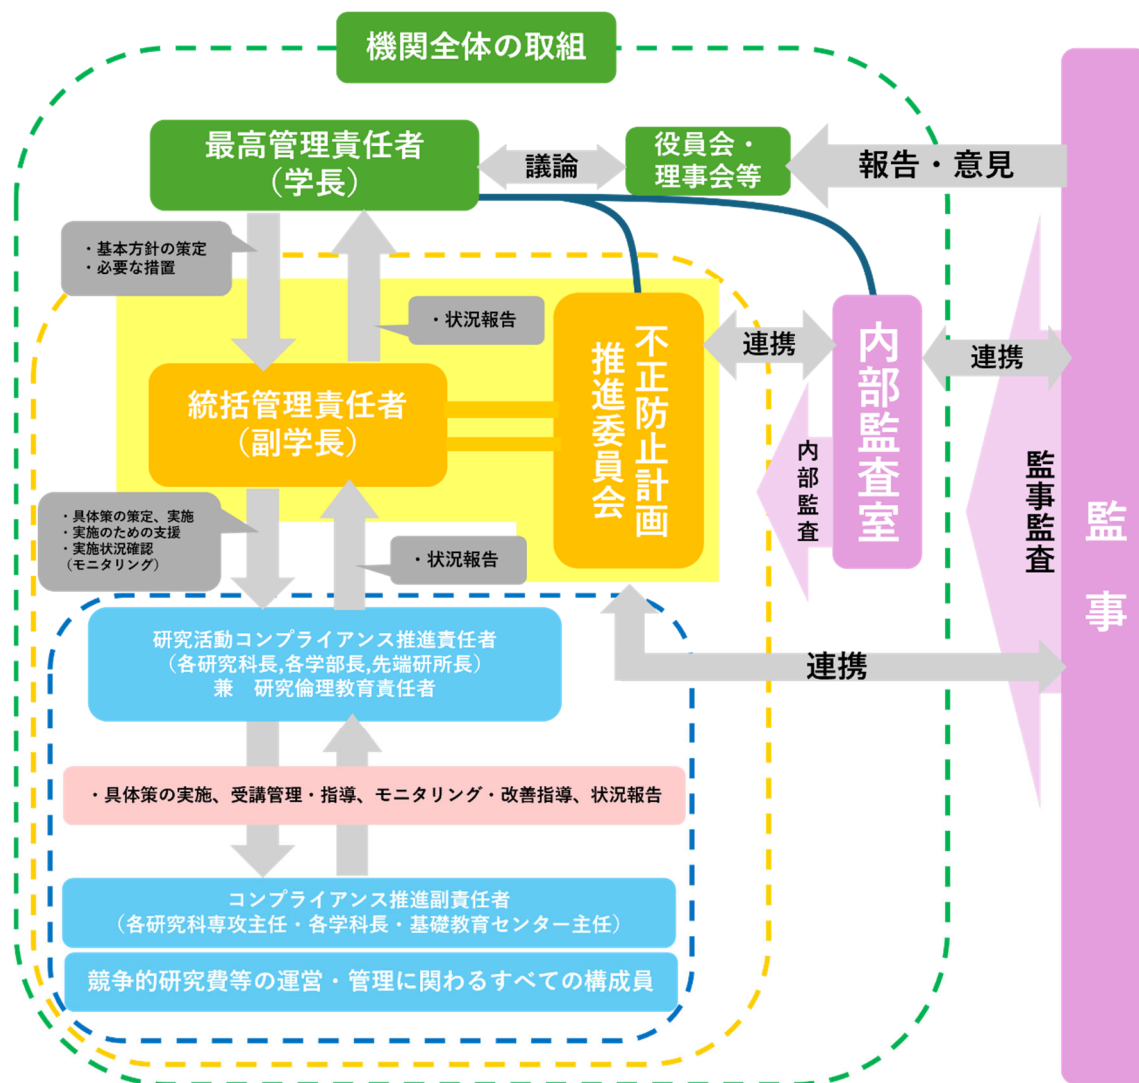 機関全体の取組
最高管理責任者
（学長）
議論
役員会・
理事会等
報告・意見
・基本方針の策定
・必要な措置
・状況報告
統括管理責任者
（副学長）
不正防止計画
推進委員会
連携
内部監査室
連携
内部監査
監事監査
監事
・具体策の策定、実施
・実施のための支援
・実施状況確認
（モニタリング）
・状況報告
研究活動コンプライアンス推進責任者
（各研究科長,各学部長,先端研所長）
兼　研究倫理教育責任者
連携
・具体策の実施、受講管理・指導、モニタリング・改善指導、状況報告
コンプライアンス推進副責任者
（各研究科専攻主任・各学科長・基礎教育センター主任）
競争的研究費等の運営・管理に関わるすべての構成員